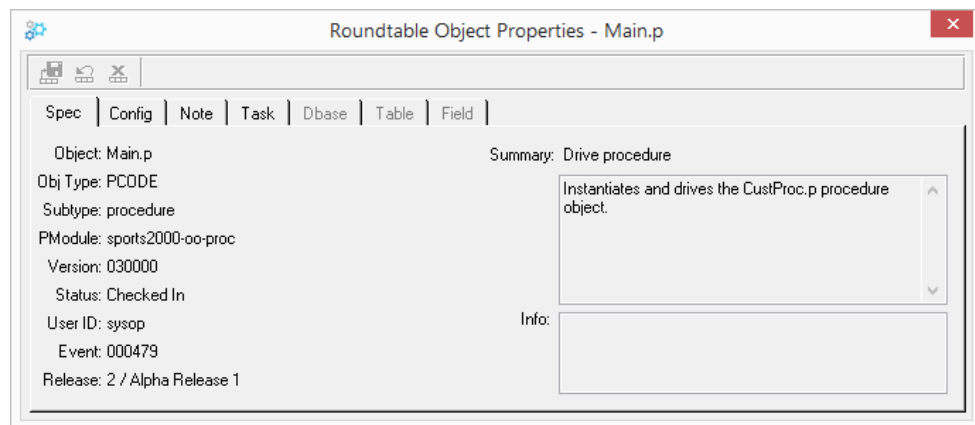 Roundtable Object Properties - Main.p
Spec Config Note Task Dbase Table Field
Object: Main.p
Obj Type: PCODE
Subtype: procedure
PModule: sports2000-oo-proc
Version: 030000
Status: Checked In
User ID: sysop
Event: 000479
Release: 2 / Alpha Release 1
Summary: Drive procedure
Instantiates and drives the CustProc.p procedure
object.
Info: